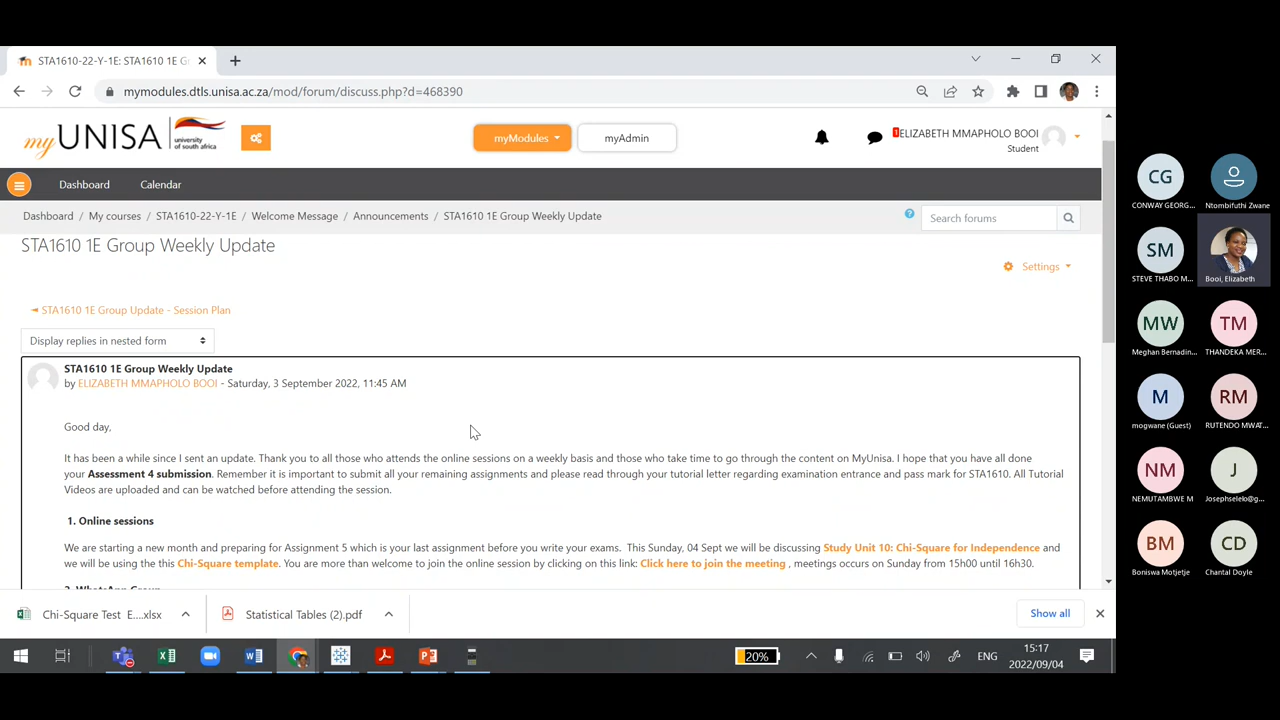 STA1610-22-Y-1E: STA1610 1E Gr
mymodules.dtls.unisa.ac.za/mod/forum/discuss.php?d=468390
my UNISA university of south africa
myModules
myAdmin
ELIZABETH MMAPHOLO BOOI
Student
Dashboard
Calendar
Dashboard / My courses / STA1610-22-Y-1E / Welcome Message / Announcements / STA1610 1E Group Weekly Update
Search forums
STA1610 1E Group Weekly Update
Settings
STA1610 1E Group Update - Session Plan
Display replies in nested form
STA1610 1E Group Weekly Update
by ELIZABETH MMAPHOLO BOOI - Saturday, 3 September 2022, 11:45 AM
Good day,
It has been a while since I sent an update. Thank you to all those who attends the online sessions on a weekly basis and those who take time to go through the content on MyUnisa. I hope that you have all done
your Assessment 4 submission. Remember it is important to submit all your remaining assignments and please read through your tutorial letter regarding examination entrance and pass mark for STA1610. All Tutorial
Videos are uploaded and can be watched before attending the session.
1. Online sessions
We are starting a new month and preparing for Assignment 5 which is your last assignment before you write your exams. This Sunday, 04 Sept we will be discussing Study Unit 10: Chi-Square for Independence and
we will be using the this Chi-Square template. You are more than welcome to join the online session by clicking on this link: Click here to join the meeting , meetings occurs on Sunday from 15h00 until 16h30.
2. WhatsApp Group
Chi-Square Test E....xlsx
Statistical Tables (2).pdf
Show all
20%
ENG
15:17
2022/09/04
CG
CONWAY GEORG...
Ntombifuthi Zwane
SM
STEVE THABO M...
Booi, Elizabeth
MW
Meghan Bernadin...
TM
THANDEKA MER...
M
mogwane (Guest)
RM
RUTENDO MWAT...
NM
NEMUTAMBWE M
J
Josephselelo@g...
BM
Boniswa Motjetje
CD
Chantal Doyle